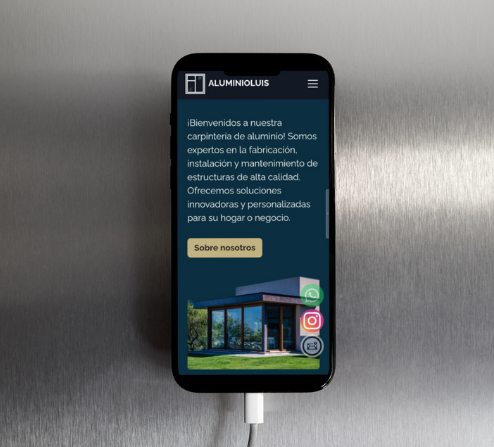 ALUMINIOLUIS
¡Bienvenidos a nuestra
carpintería de aluminio! Somos
expertos en la fabricación,
instalación y mantenimiento de
estructuras de alta calidad.
Ofrecemos soluciones
innovadoras y personalizadas
para su hogar o negocio.
Sobre nosotros